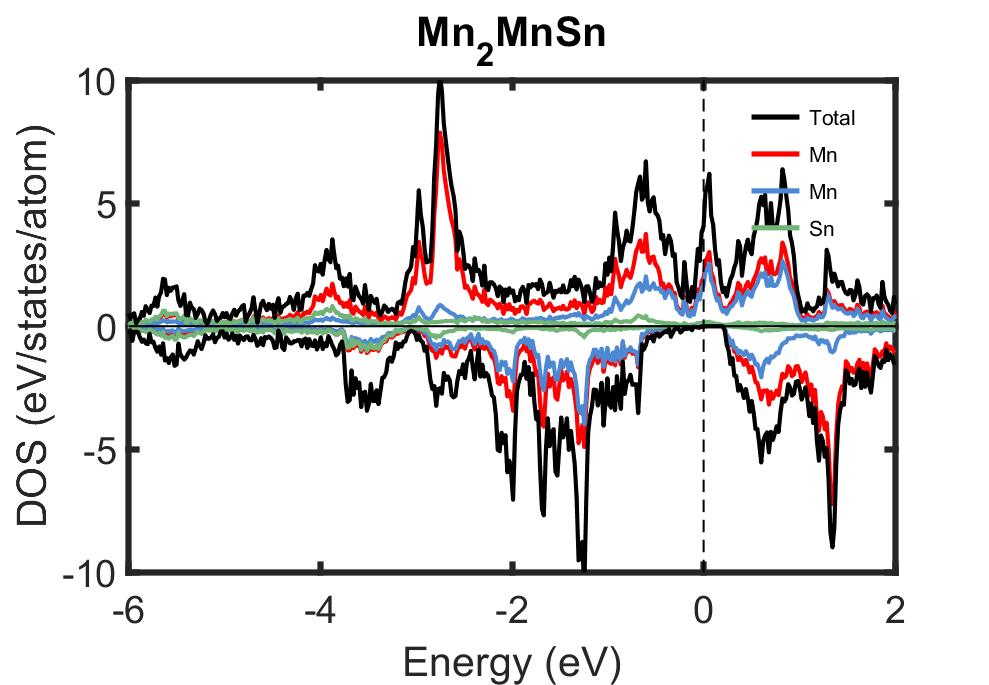 Mn2MnSn
10
5
0
-5
-10
DOS (eV/states/atom)
-6
-4
-2
0
2
Energy (eV)
Total
Mn
Mn
Sn